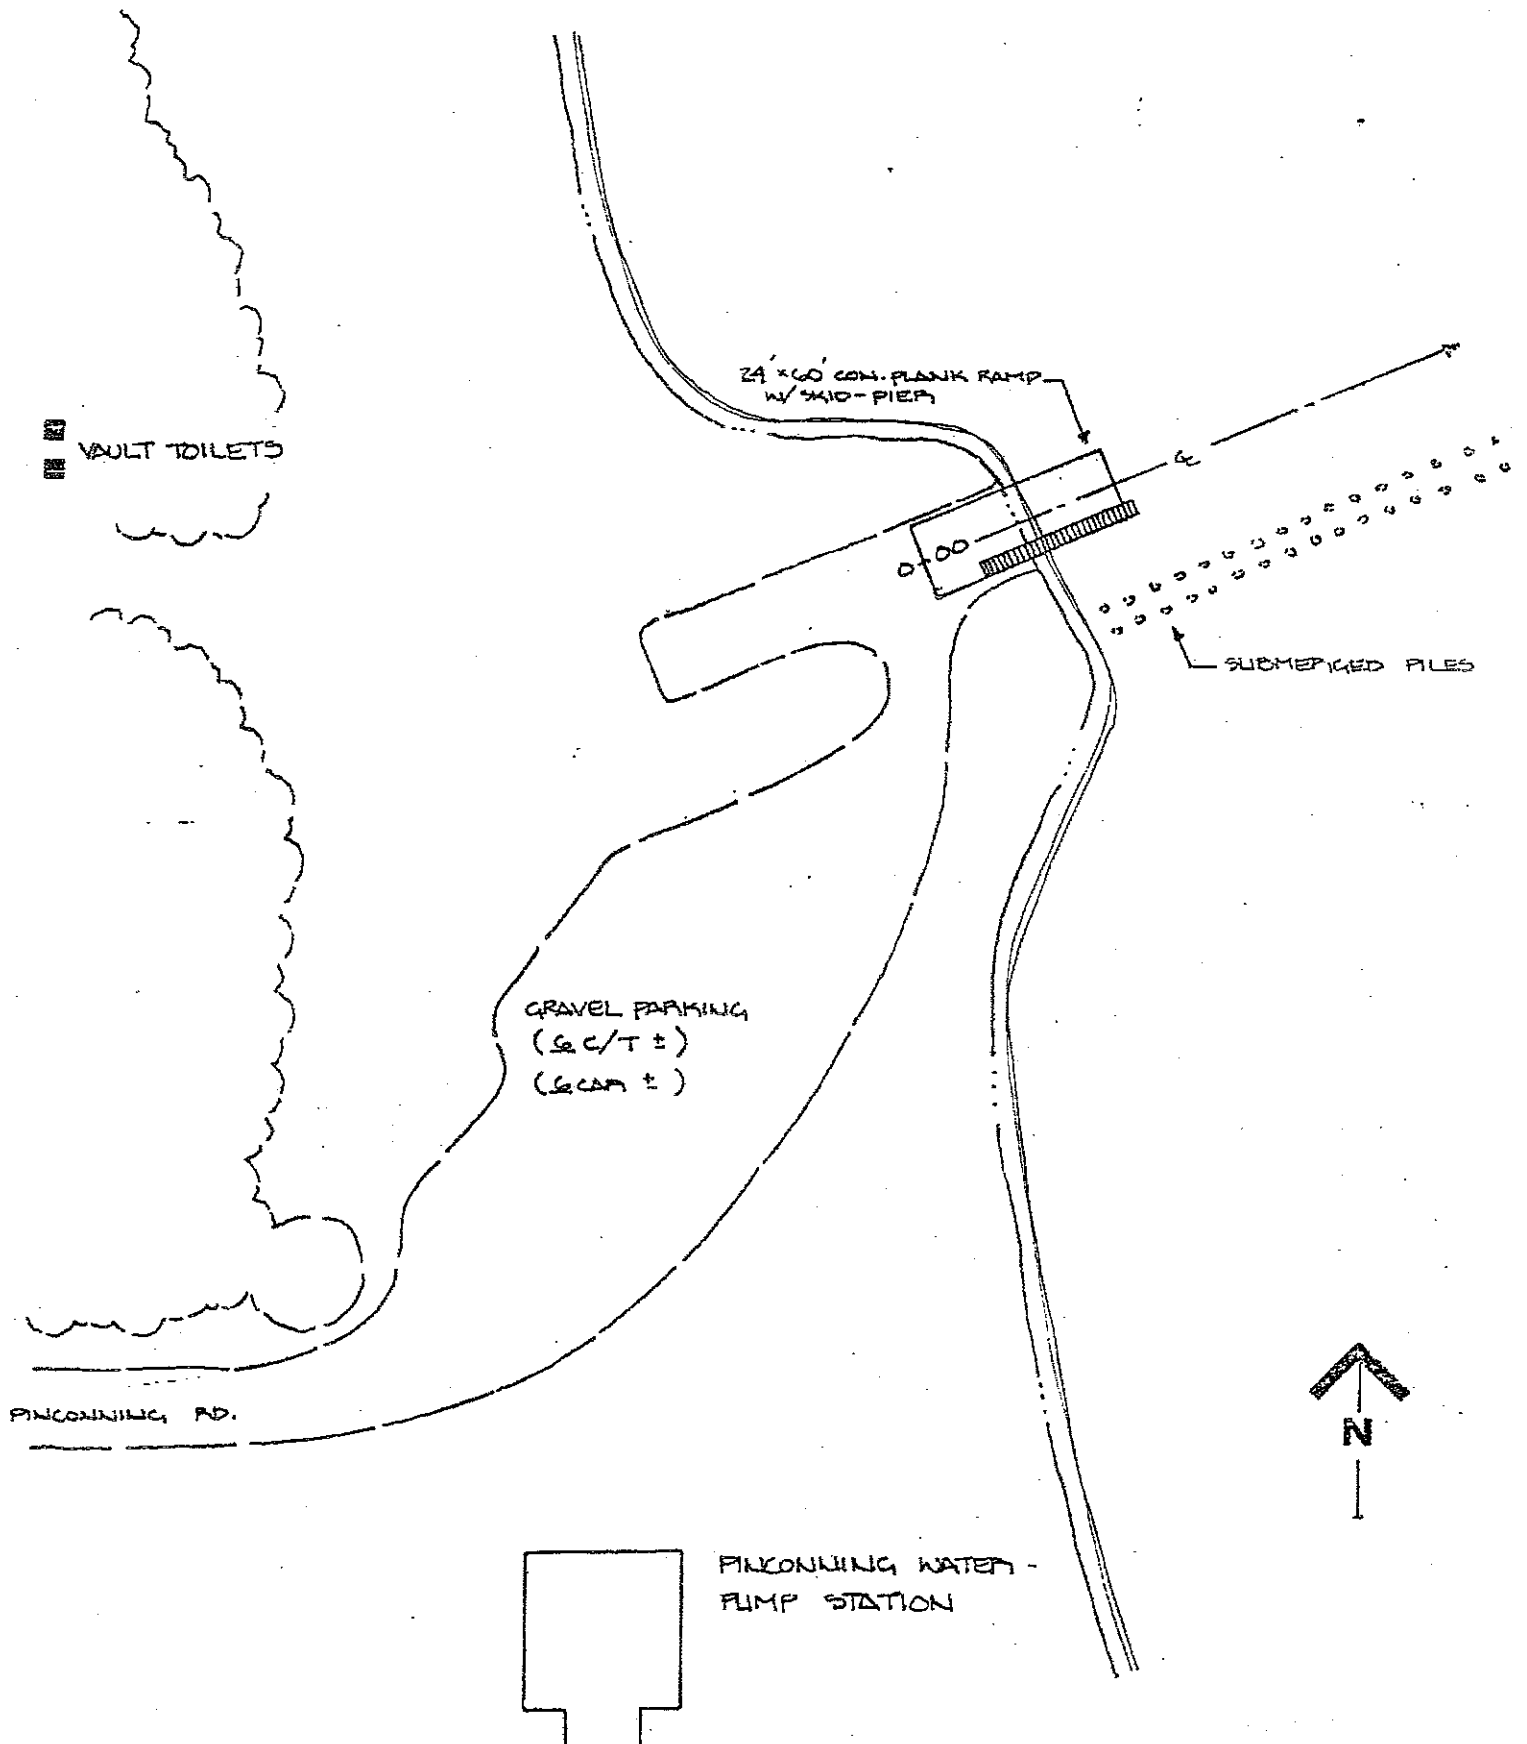 24'×60' CON. PLANK RAMP
W/ SKID-PIER
VAULT TOILETS
℄
0+00
SUBMERGED PILES
GRAVEL PARKING
(6 C/T ±)
(6 CAR ±)
PINCONNING RD.
N
PINCONNING WATER-
PUMP STATION